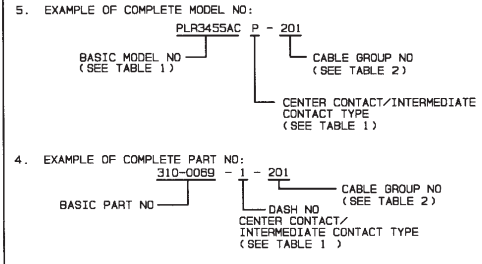 5. EXAMPLE OF COMPLETE MODEL NO:
PLR3455AC P - 201
BASIC MODEL NO
(SEE TABLE 1)
CABLE GROUP NO
(SEE TABLE 2)
CENTER CONTACT/INTERMEDIATE
CONTACT TYPE
(SEE TABLE 1)
4. EXAMPLE OF COMPLETE PART NO:
310-0069 - 1 - 201
BASIC PART NO
CABLE GROUP NO
(SEE TABLE 2)
DASH NO
CENTER CONTACT/
INTERMEDIATE CONTACT TYPE
(SEE TABLE 1 )